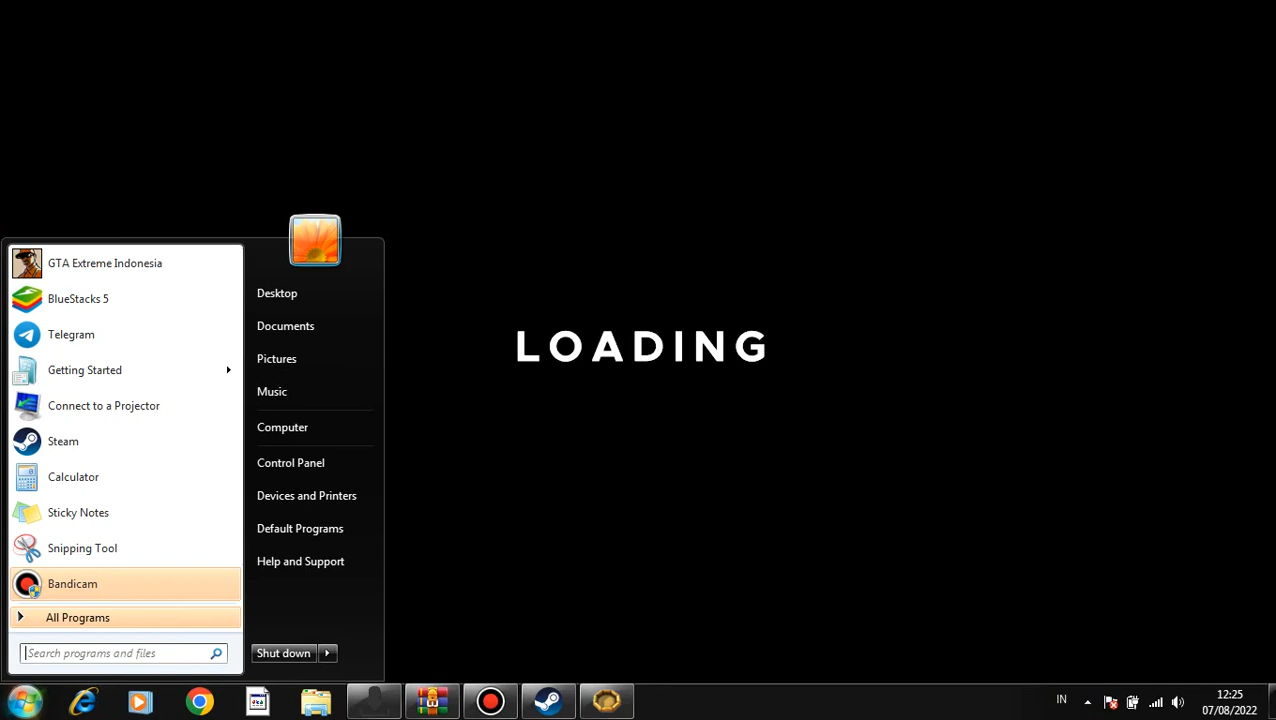 GTA Extreme Indonesia
BlueStacks 5
Telegram
Getting Started
Connect to a Projector
Steam
Calculator
Sticky Notes
Snipping Tool
Bandicam
All Programs
Search programs and files
Desktop
Documents
Pictures
Music
Computer
Control Panel
Devices and Printers
Default Programs
Help and Support
Shut down
LOADING
IN
12:25
07/08/2022